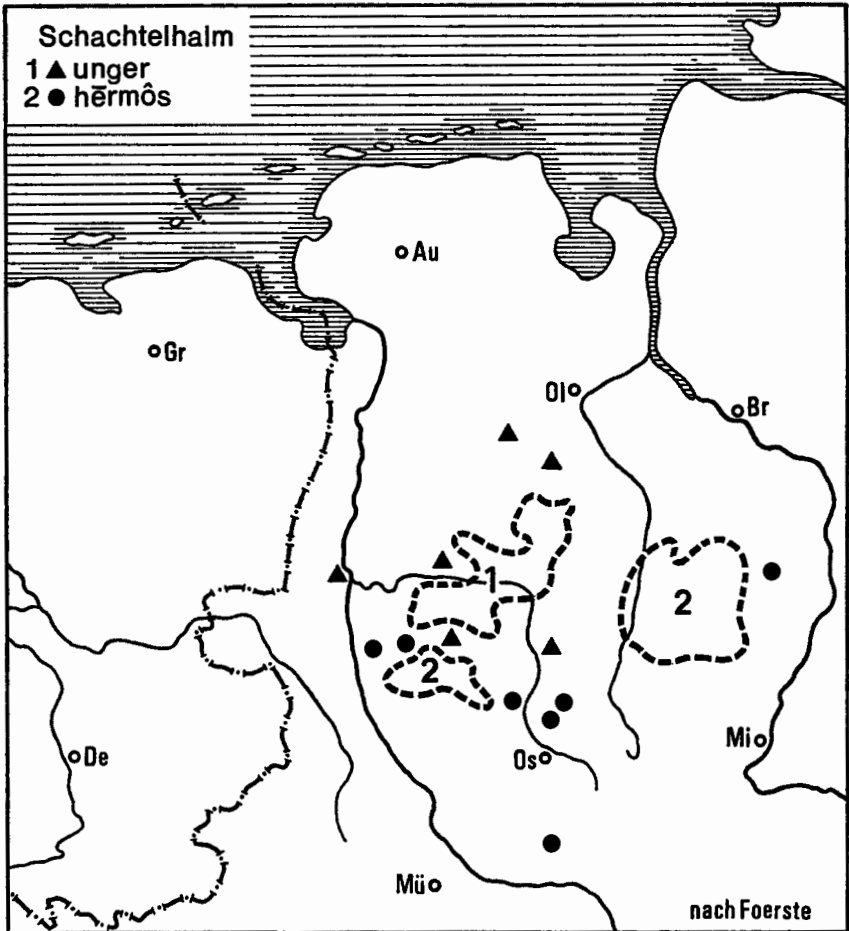 Schachtelhalm
1 ▲ unger
2 ● hērmôs
Au
Gr
Ol
Br
1
2
2
De
Os
Mi
Mü
nach Foerste